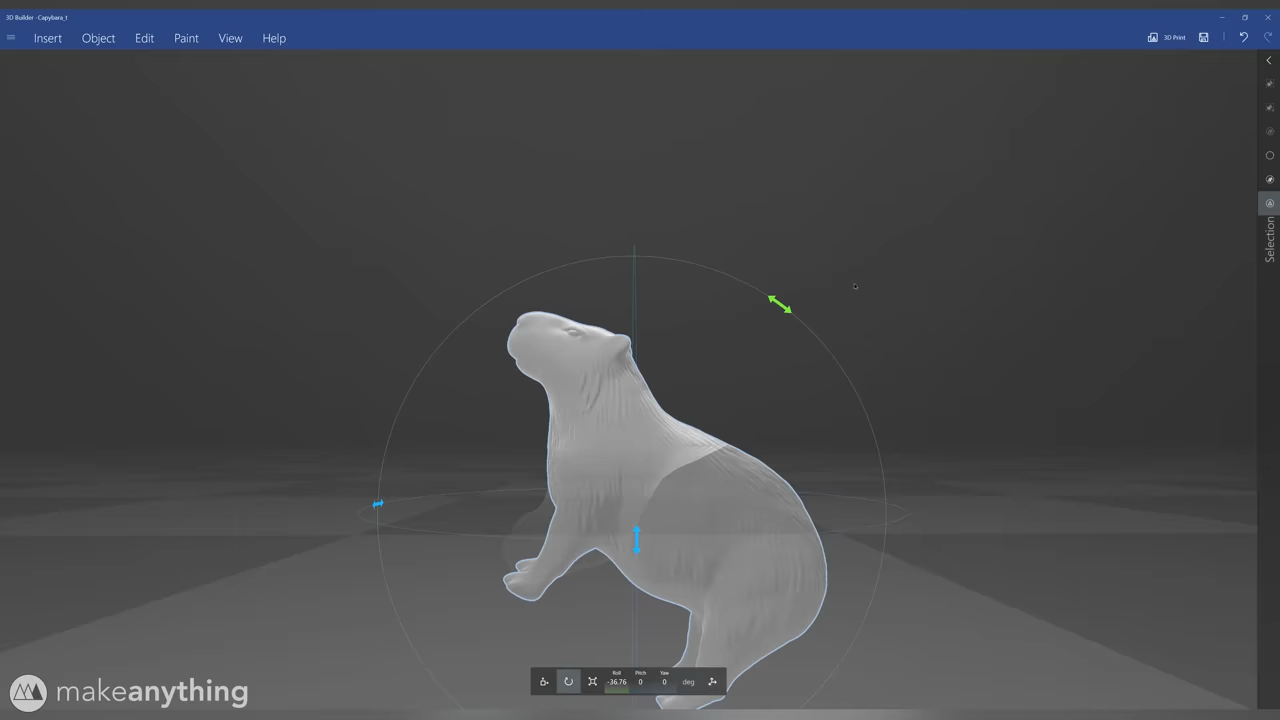 3D Builder - Capybara_t
Insert Object Edit Paint View Help
3D Print
Selection
Roll Pitch Yaw
-36.76 0 0 deg
makeanything